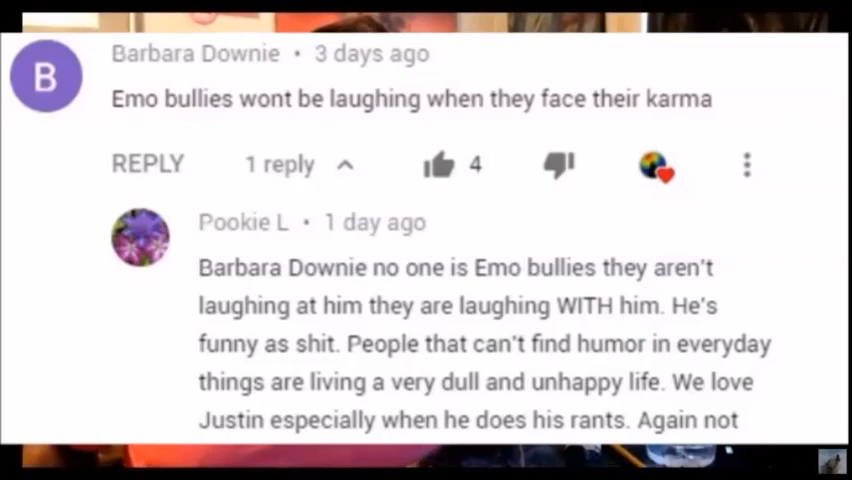 B
Barbara Downie • 3 days ago
Emo bullies wont be laughing when they face their karma
REPLY 1 reply 4
Pookie L • 1 day ago
Barbara Downie no one is Emo bullies they aren't
laughing at him they are laughing WITH him. He's
funny as shit. People that can't find humor in everyday
things are living a very dull and unhappy life. We love
Justin especially when he does his rants. Again not